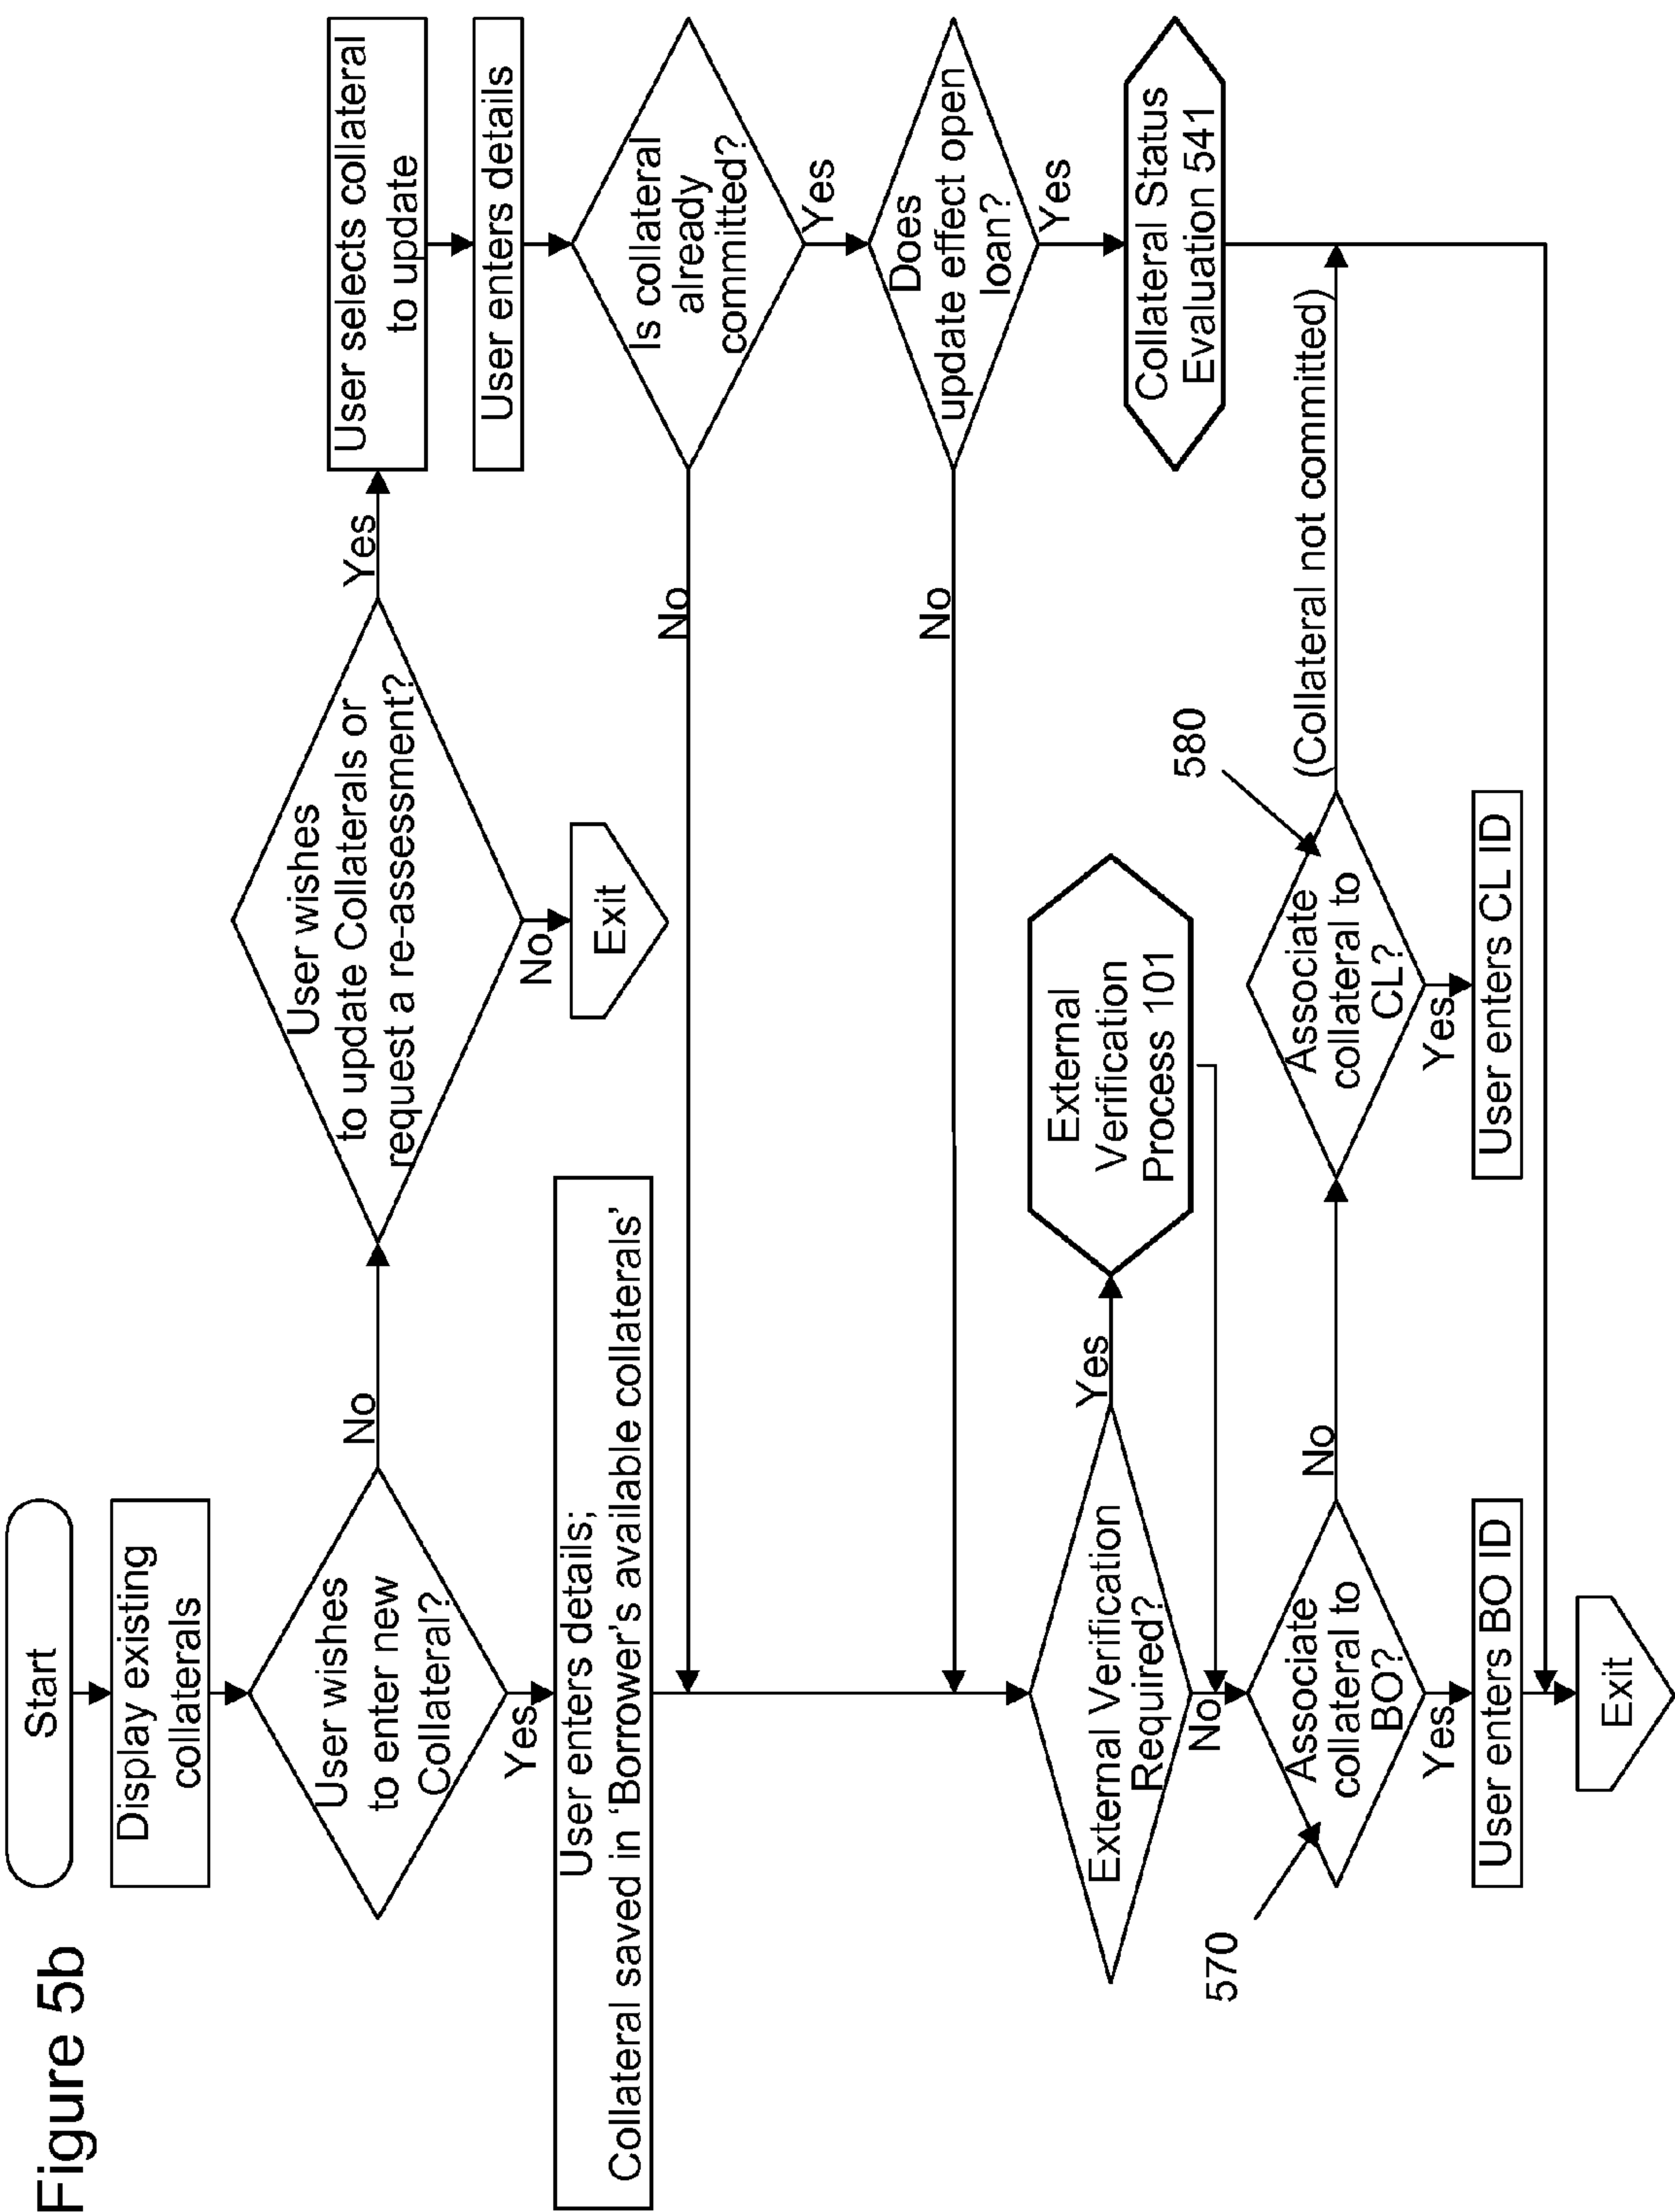 Figure 5b
Start
Display existing
collaterals
User wishes
to enter new
Collateral?
No
Yes
User wishes
to update Collaterals or
request a re-assessment?
Yes
No
Exit
User selects collateral
to update
User enters details
Is collateral
already
committed?
No
Yes
Does
update effect open
loan?
No
Yes
Collateral Status
Evaluation 541
User enters details;
Collateral saved in ‘Borrower’s available collaterals’
External Verification
Required?
Yes
No
External
Verification
Process 101
570
Associate
collateral to
BO?
No
Yes
580
Associate
collateral to
CL?
(Collateral not committed)
Yes
User enters BO ID
User enters CL ID
Exit